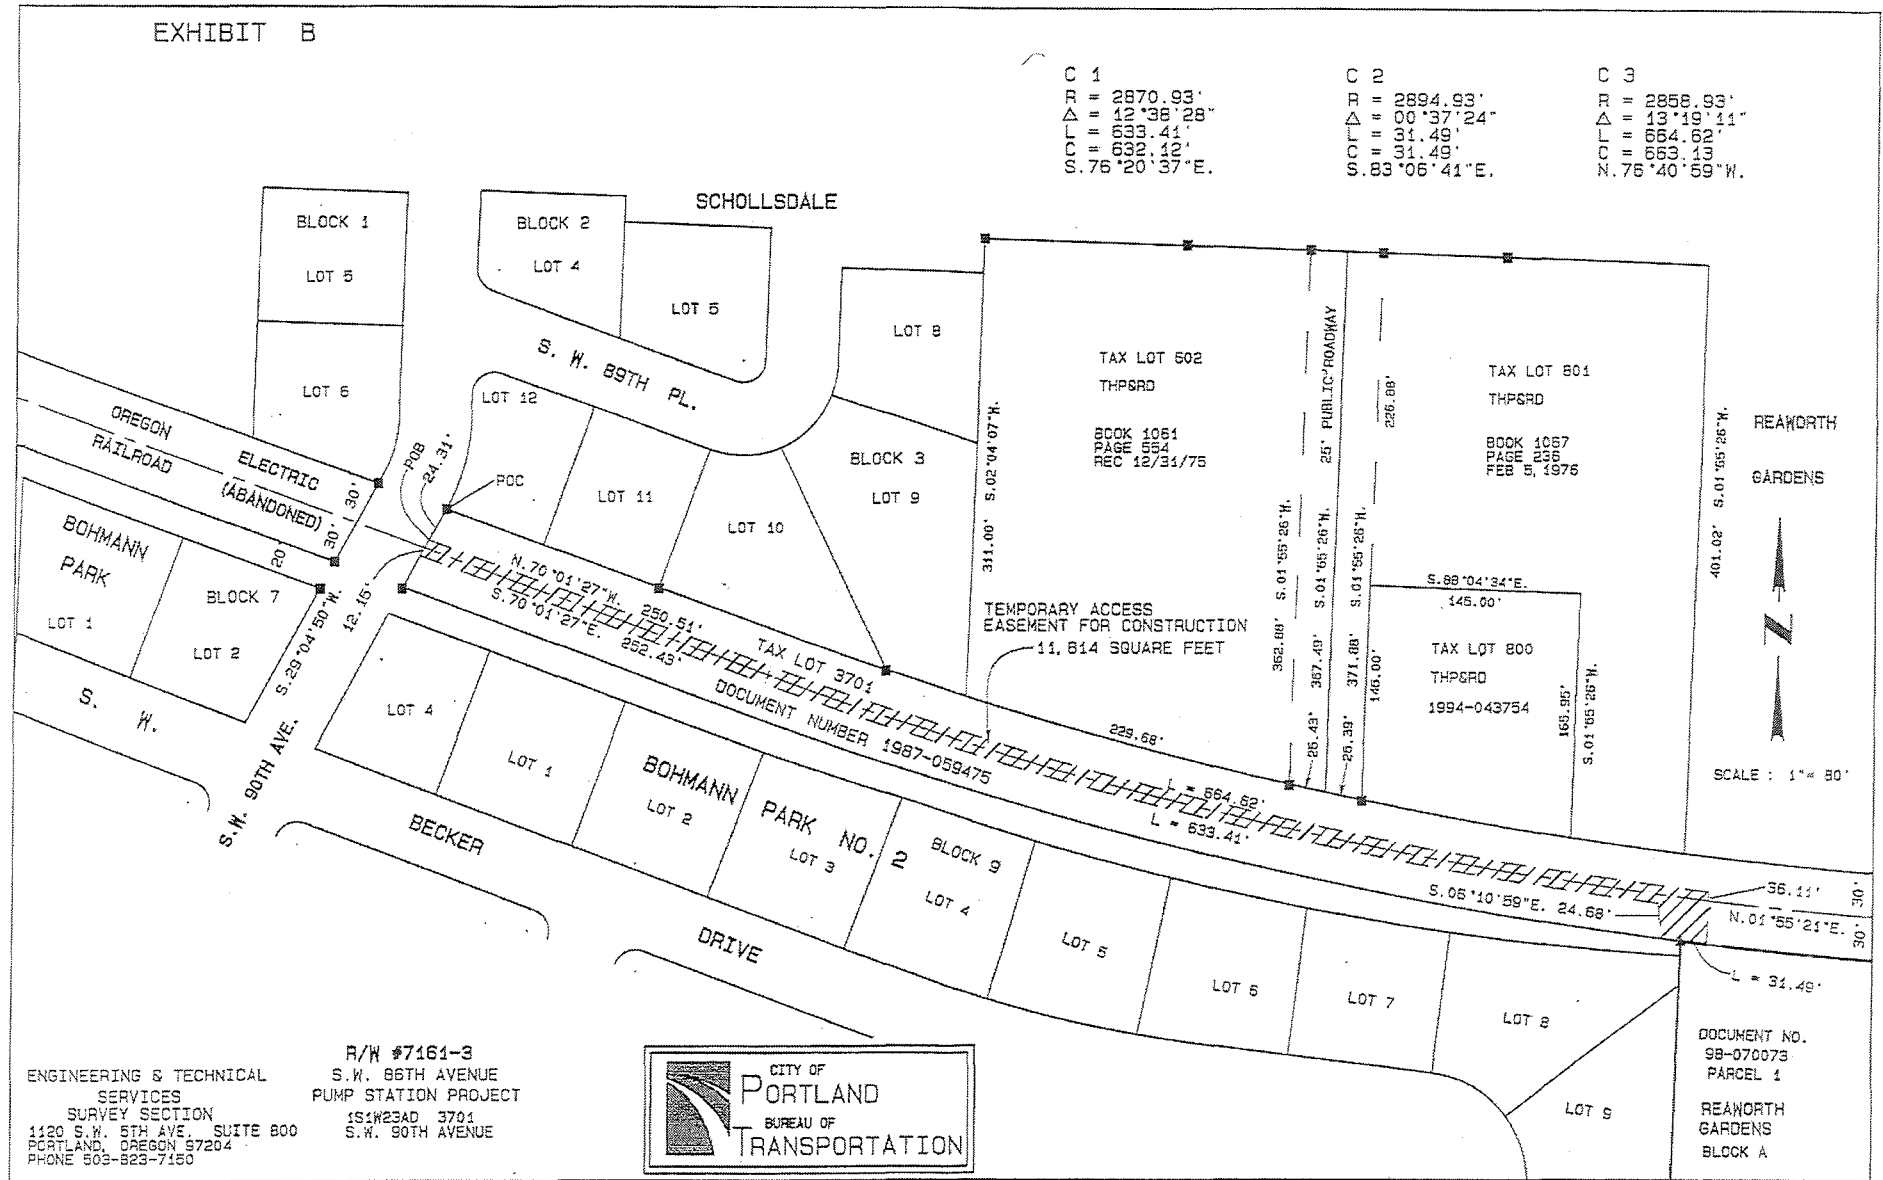 EXHIBIT B
C 1
R = 2870.93'
Δ = 12°38'28"
L = 633.41'
C = 632.12'
S.76°20'37"E.
C 2
R = 2894.93'
Δ = 00°37'24"
L = 31.49'
C = 31.49'
S.83°06'41"E.
C 3
R = 2858.93'
Δ = 13°19'11"
L = 664.62'
C = 663.13
N.76°40'59"W.
SCHOLLSDALE
BLOCK 1
LOT 5
LOT 6
BLOCK 2
LOT 4
LOT 5
S. W. 89TH PL.
LOT 8
LOT 12
LOT 11
LOT 10
BLOCK 3
LOT 9
TAX LOT 602
THP&RD
BOOK 1061
PAGE 554
REC 12/31/75
25' PUBLIC ROADWAY
226.88'
TAX LOT 801
THP&RD
BOOK 1067
PAGE 236
FEB 5, 1976
REAWORTH
GARDENS
311.00' S.02°04'07"W.
362.88' S.01°55'26"W.
367.49' S.01°55'26"W.
371.88' S.01°55'26"W.
145.00'
25.43'
25.39'
401.02' S.01°55'26"W.
S.88°04'34"E.
145.00'
TAX LOT 800
THP&RD
1994-043754
165.95'
S.01°55'26"W.
N
SCALE : 1"= 80'
OREGON ELECTRIC
RAILROAD (ABANDONED)
30'
30'
20'
POB
24.31'
POC
12.15'
S.29°04'50"W.
BOHMANN
PARK
BLOCK 7
LOT 1
LOT 2
S. W.
S.W. 90TH AVE.
N.70°01'27"W. 250.51'
S.70°01'27"E. 252.43'
TAX LOT 3701
DOCUMENT NUMBER 1987-059475
TEMPORARY ACCESS
EASEMENT FOR CONSTRUCTION
11,814 SQUARE FEET
229.68'
L = 664.62'
L = 633.41'
S.06°10'59"E. 24.68'
36.11'
N.01°55'21"E.
30'
30'
L = 31.49'
LOT 4
LOT 1
BOHMANN
LOT 2
PARK NO. 2
LOT 3
BLOCK 9
LOT 4
LOT 5
LOT 6
LOT 7
LOT 8
LOT 9
BECKER
DRIVE
DOCUMENT NO.
98-070073
PARCEL 1
REAWORTH
GARDENS
BLOCK A
ENGINEERING & TECHNICAL
SERVICES
SURVEY SECTION
1120 S.W. 5TH AVE. SUITE 800
PORTLAND, OREGON 97204
PHONE 503-823-7150
R/W #7161-3
S.W. 86TH AVENUE
PUMP STATION PROJECT
1S1W23AD 3701
S.W. 90TH AVENUE
CITY OF
PORTLAND
BUREAU OF
TRANSPORTATION